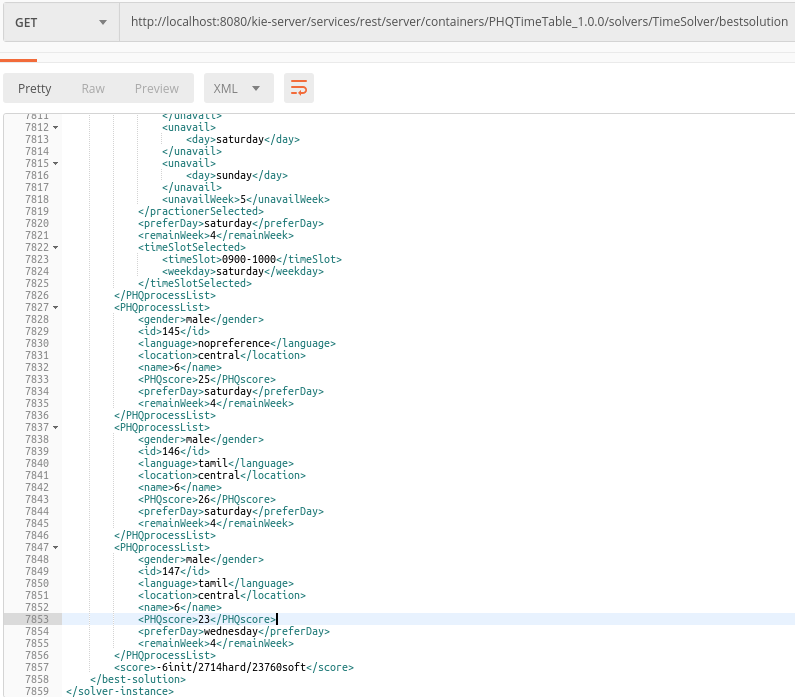 GET http://localhost:8080/kie-server/services/rest/server/containers/PHQTimeTable_1.0.0/solvers/TimeSolver/bestsolution
Pretty Raw Preview XML
7811 </unavail>
7812 <unavail>
7813 <day>saturday</day>
7814 </unavail>
7815 <unavail>
7816 <day>sunday</day>
7817 </unavail>
7818 <unavailWeek>5</unavailWeek>
7819 </practionerSelected>
7820 <preferDay>saturday</preferDay>
7821 <remainWeek>4</remainWeek>
7822 <timeSlotSelected>
7823 <timeSlot>0900-1000</timeSlot>
7824 <weekday>saturday</weekday>
7825 </timeSlotSelected>
7826 </PHQprocessList>
7827 <PHQprocessList>
7828 <gender>male</gender>
7829 <id>145</id>
7830 <language>nopreference</language>
7831 <location>central</location>
7832 <name>6</name>
7833 <PHQscore>25</PHQscore>
7834 <preferDay>saturday</preferDay>
7835 <remainWeek>4</remainWeek>
7836 </PHQprocessList>
7837 <PHQprocessList>
7838 <gender>male</gender>
7839 <id>146</id>
7840 <language>tamil</language>
7841 <location>central</location>
7842 <name>6</name>
7843 <PHQscore>26</PHQscore>
7844 <preferDay>saturday</preferDay>
7845 <remainWeek>4</remainWeek>
7846 </PHQprocessList>
7847 <PHQprocessList>
7848 <gender>male</gender>
7849 <id>147</id>
7850 <language>tamil</language>
7851 <location>central</location>
7852 <name>6</name>
7853 <PHQscore>23</PHQscore>
7854 <preferDay>wednesday</preferDay>
7855 <remainWeek>4</remainWeek>
7856 </PHQprocessList>
7857 <score>-6init/2714hard/23760soft</score>
7858 </best-solution>
7859 </solver-instance>